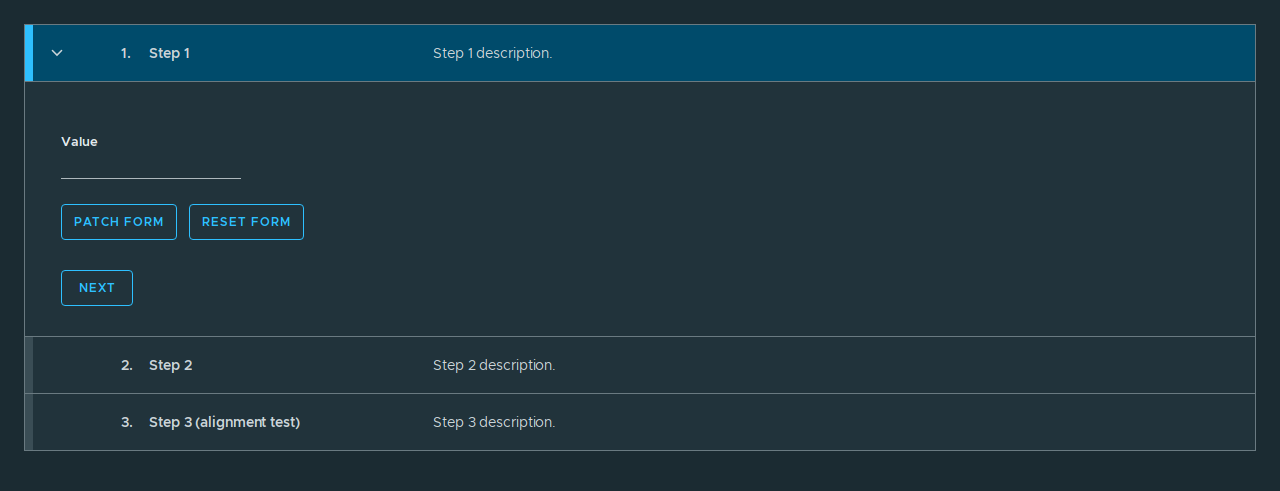 1. Step 1 Step 1 description.
Value
PATCH FORM RESET FORM
NEXT
2. Step 2 Step 2 description.
3. Step 3 (alignment test) Step 3 description.